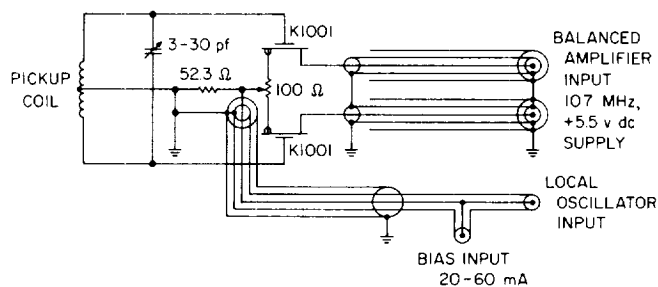 K1001
3-30 pf
PICKUP
COIL
52.3 Ω
100 Ω
K1001
BALANCED
AMPLIFIER
INPUT
107 MHz,
+5.5 v dc
SUPPLY
LOCAL
OSCILLATOR
INPUT
BIAS INPUT
20-60 mA